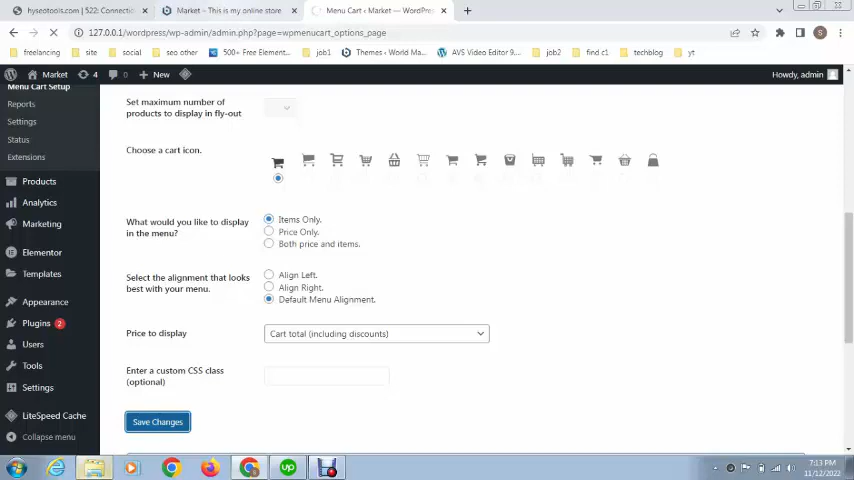 hyseotools.com | 522: Connectio
Market – This is my online store
Menu Cart ‹ Market — WordPress
127.0.0.1/wordpress/wp-admin/admin.php?page=wpmenucart_options_page
freelancing
site
social
seo other
500+ Free Element...
job1
Themes ‹ World Ma...
AVS Video Editor 9....
job2
find c1
techblog
yt
Market
4
0
New
Howdy, admin
Menu Cart Setup
Reports
Settings
Status
Extensions
Products
Analytics
Marketing
Elementor
Templates
Appearance
Plugins 2
Users
Tools
Settings
LiteSpeed Cache
Collapse menu
Set maximum number of
products to display in fly-out
Choose a cart icon.
What would you like to display
in the menu?
Items Only.
Price Only.
Both price and items.
Select the alignment that looks
best with your menu.
Align Left.
Align Right.
Default Menu Alignment.
Price to display
Cart total (including discounts)
Enter a custom CSS class
(optional)
Save Changes
7:13 PM
11/12/2022